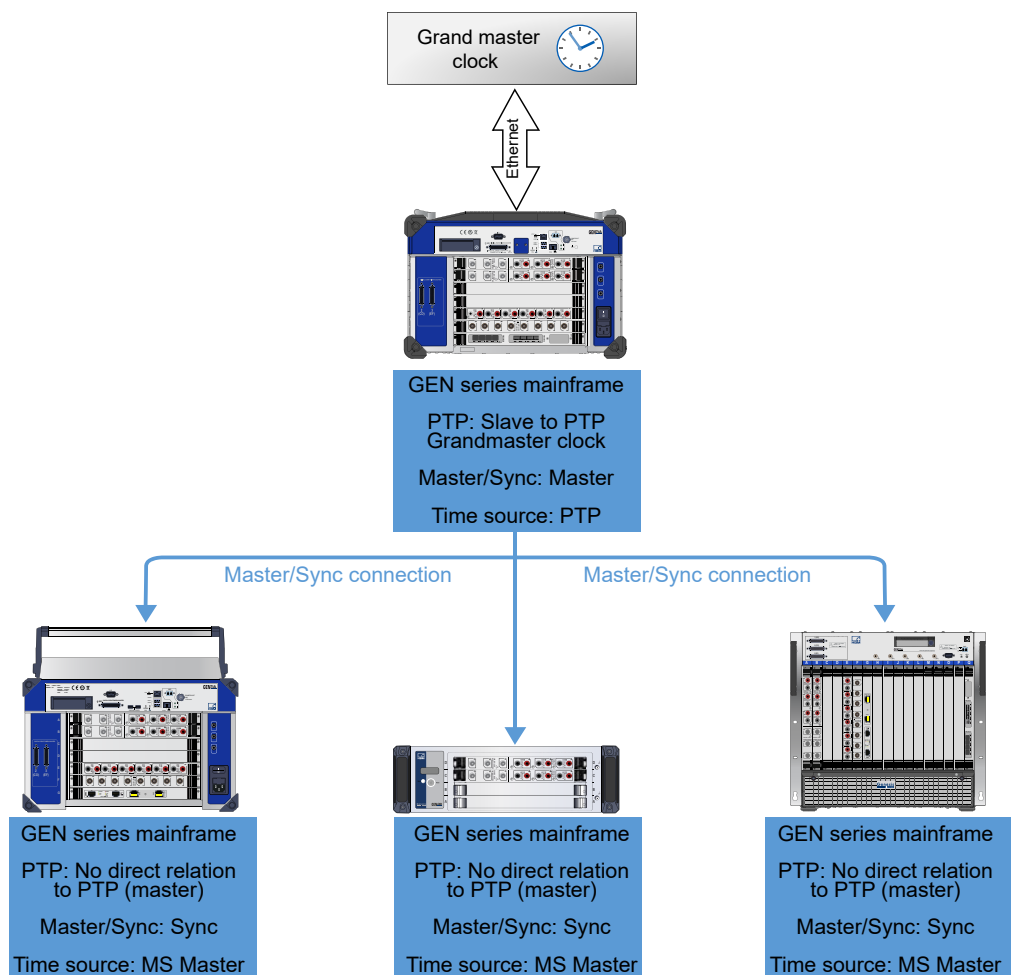 Grand master
clock
Ethernet
GEN series mainframe
PTP: Slave to PTP
Grandmaster clock
Master/Sync: Master
Time source: PTP
Master/Sync connection
Master/Sync connection
GEN series mainframe
PTP: No direct relation
to PTP (master)
Master/Sync: Sync
Time source: MS Master
GEN series mainframe
PTP: No direct relation
to PTP (master)
Master/Sync: Sync
Time source: MS Master
GEN series mainframe
PTP: No direct relation
to PTP (master)
Master/Sync: Sync
Time source: MS Master